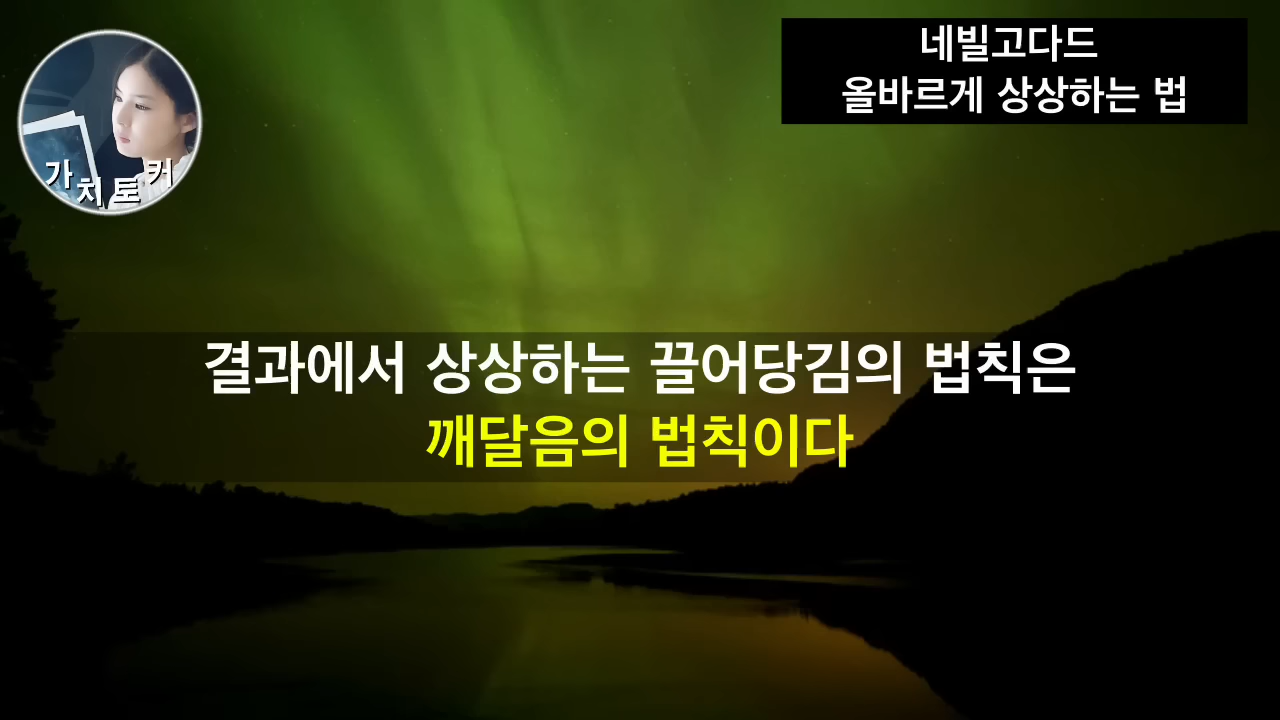 네빌고다드
올바르게 상상하는 법
가치토커
결과에서 상상하는 끌어당김의 법칙은
깨달음의 법칙이다